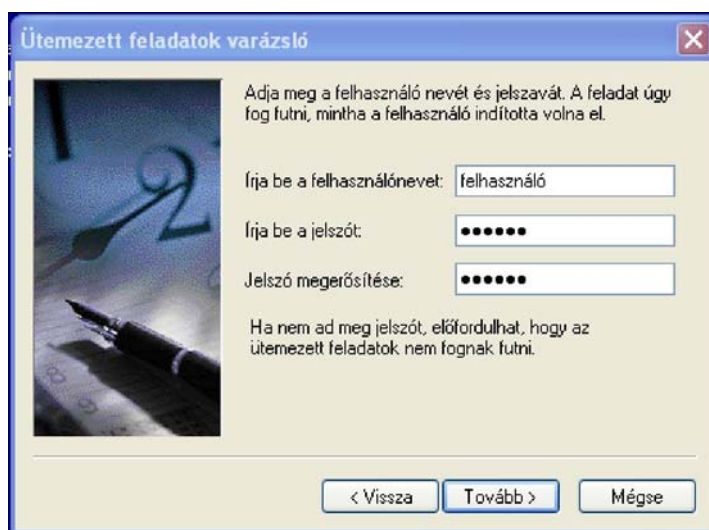 Ütemezett feladatok varázsló
Adja meg a felhasználó nevét és jelszavát. A feladat úgy
fog futni, mintha a felhasználó indította volna el.
Írja be a felhasználónevet: felhasználó
Írja be a jelszót: ●●●●●●
Jelszó megerősítése: ●●●●●●
Ha nem ad meg jelszót, előfordulhat, hogy az
ütemezett feladatok nem fognak futni.
< Vissza Tovább > Mégse